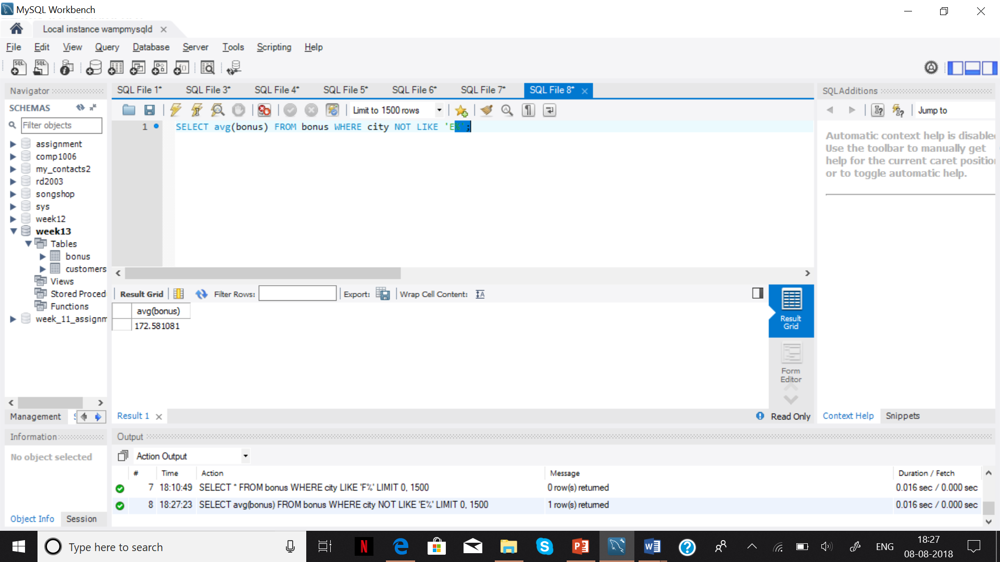 MySQL Workbench
Local instance wampmysqld
File Edit View Query Database Server Tools Scripting Help
Navigator
SCHEMAS
Filter objects
assignment
comp1006
my_contacts2
rd2003
songshop
sys
week12
week13
Tables
bonus
customers
Views
Stored Proced
Functions
week_11_assignm
Management
Information
No object selected
Object Info Session
SQL File 1* SQL File 3* SQL File 4* SQL File 5* SQL File 6* SQL File 7* SQL File 8*
Limit to 1500 rows
1 SELECT avg(bonus) FROM bonus WHERE city NOT LIKE 'E%';
Result Grid Filter Rows: Export: Wrap Cell Content:
avg(bonus)
172.581081
Result
Grid
Form
Editor
Result 1 Read Only
SQLAdditions
Jump to
Automatic context help is disable
Use the toolbar to manually get
help for the current caret positio
or to toggle automatic help.
Context Help Snippets
Output
Action Output
# Time Action Message Duration / Fetch
7 18:10:49 SELECT * FROM bonus WHERE city LIKE 'F%' LIMIT 0, 1500 0 row(s) returned 0.016 sec / 0.000 sec
8 18:27:23 SELECT avg(bonus) FROM bonus WHERE city NOT LIKE 'E%' LIMIT 0, 1500 1 row(s) returned 0.016 sec / 0.000 sec
Type here to search
ENG
18:27
08-08-2018